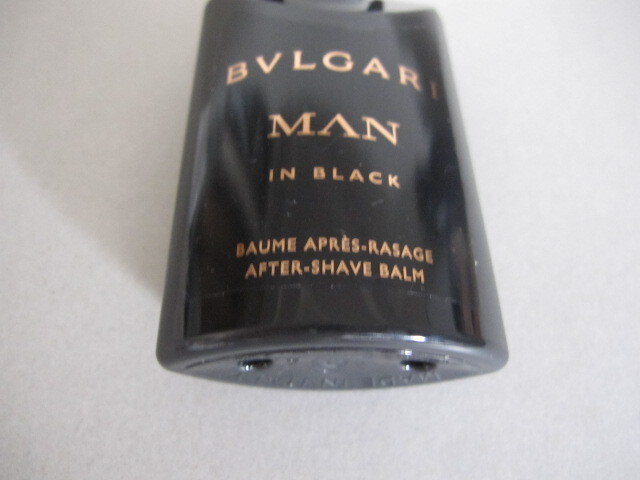 BVLGARI
MAN
IN BLACK
BAUME APRÈS-RASAGE
AFTER-SHAVE BALM